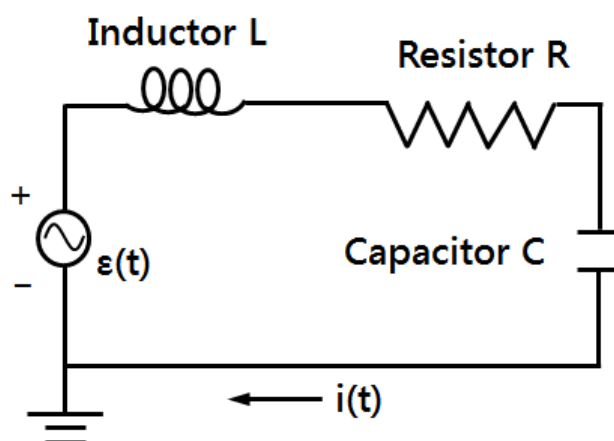 Inductor L
Resistor R
+
ε(t)
−
Capacitor C
i(t)